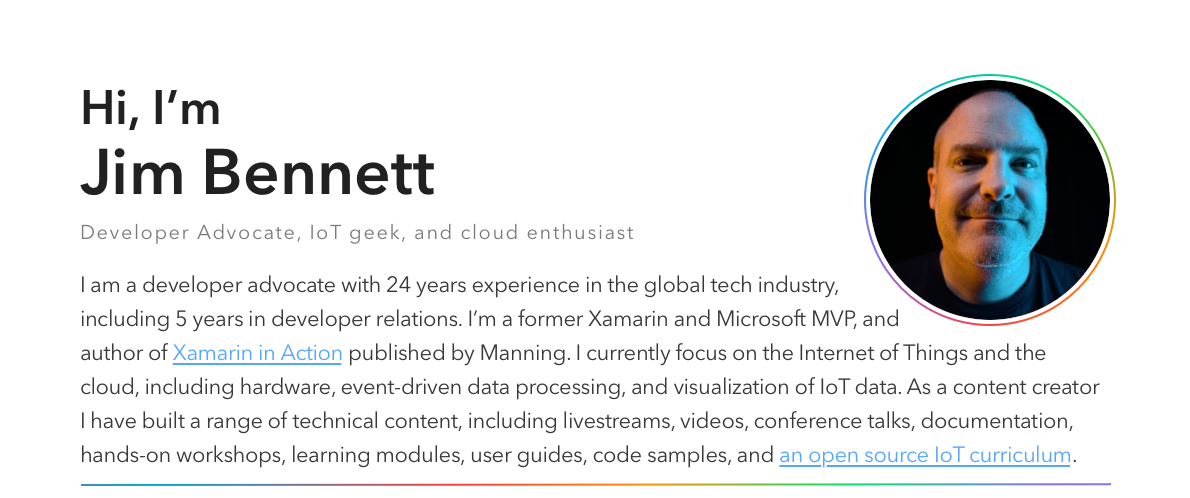 Hi, I’m
Jim Bennett
Developer Advocate, IoT geek, and cloud enthusiast
I am a developer advocate with 24 years experience in the global tech industry,
including 5 years in developer relations. I’m a former Xamarin and Microsoft MVP, and
author of Xamarin in Action published by Manning. I currently focus on the Internet of Things and the
cloud, including hardware, event-driven data processing, and visualization of IoT data. As a content creator
I have built a range of technical content, including livestreams, videos, conference talks, documentation,
hands-on workshops, learning modules, user guides, code samples, and an open source IoT curriculum.